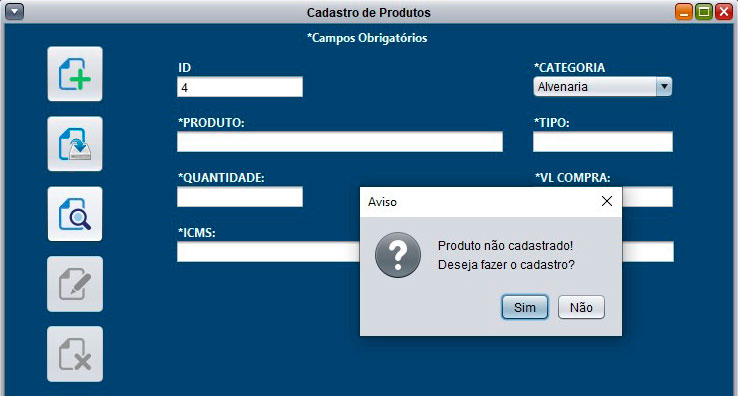 Cadastro de Produtos
*Campos Obrigatórios
ID
*CATEGORIA
4
Alvenaria
*PRODUTO:
*TIPO:
*QUANTIDADE:
*VL COMPRA:
*ICMS:
Aviso
Produto não cadastrado!
Deseja fazer o cadastro?
Sim
Não